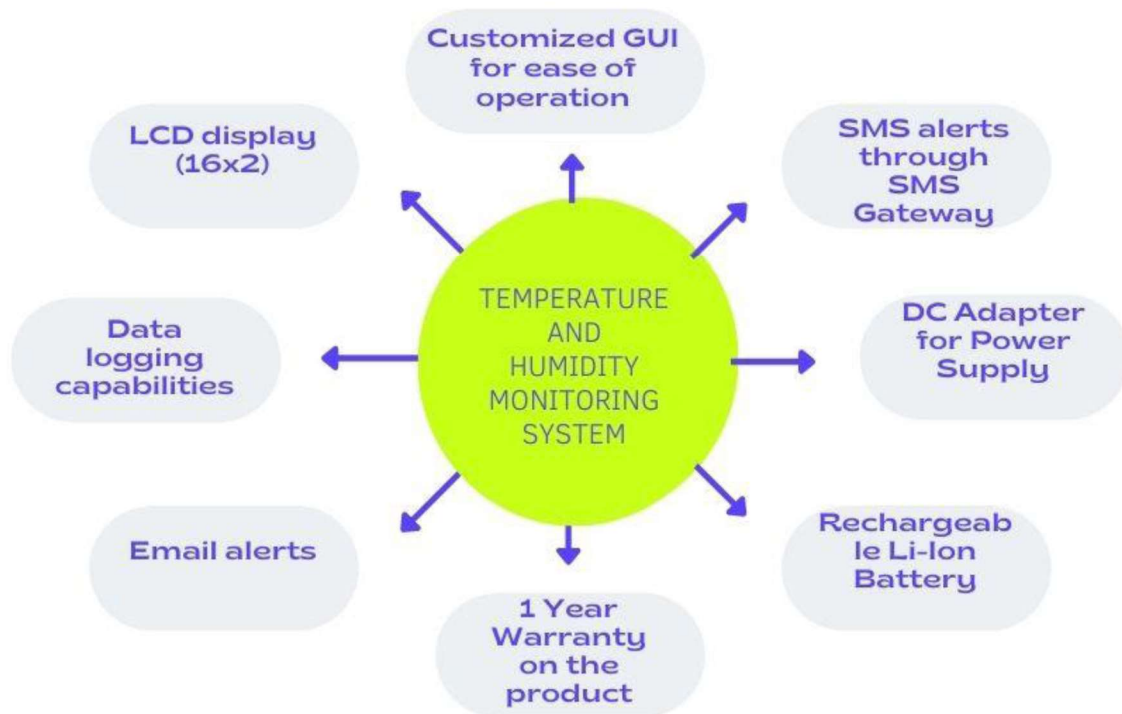 Customized GUI
for ease of
operation
LCD display
(16x2)
SMS alerts
through
SMS
Gateway
TEMPERATURE
AND
HUMIDITY
MONITORING
SYSTEM
Data
logging
capabilities
DC Adapter
for Power
Supply
Email alerts
Rechargeab
le Li-Ion
Battery
1 Year
Warranty
on the
product